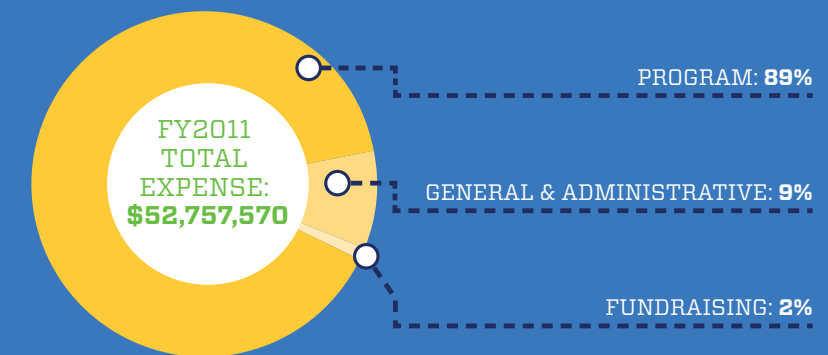 FY2011
TOTAL
EXPENSE:
$52,757,570
PROGRAM: 89%
GENERAL & ADMINISTRATIVE: 9%
FUNDRAISING: 2%